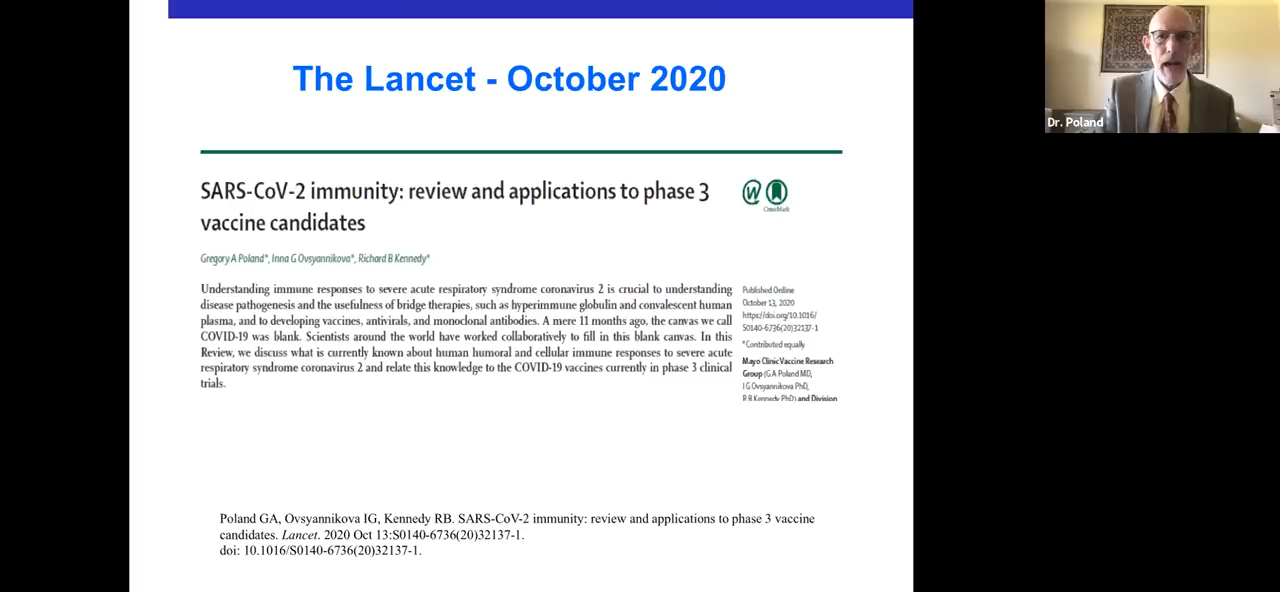 The Lancet - October 2020
SARS-CoV-2 immunity: review and applications to phase 3
vaccine candidates
CrossMark
Gregory A Poland*, Inna G Ovsyannikova*, Richard B Kennedy*
Understanding immune responses to severe acute respiratory syndrome coronavirus 2 is crucial to understanding
disease pathogenesis and the usefulness of bridge therapies, such as hyperimmune globulin and convalescent human
plasma, and to developing vaccines, antivirals, and monoclonal antibodies. A mere 11 months ago, the canvas we call
COVID-19 was blank. Scientists around the world have worked collaboratively to fill in this blank canvas. In this
Review, we discuss what is currently known about human humoral and cellular immune responses to severe acute
respiratory syndrome coronavirus 2 and relate this knowledge to the COVID-19 vaccines currently in phase 3 clinical
trials.
Published Online
October 13, 2020
https://doi.org/10.1016/
S0140-6736(20)32137-1
*Contributed equally
Mayo Clinic Vaccine Research
Group (G A Poland MD,
I G Ovsyannikova PhD,
R B Kennedy PhD) and Division
Poland GA, Ovsyannikova IG, Kennedy RB. SARS-CoV-2 immunity: review and applications to phase 3 vaccine
candidates. Lancet. 2020 Oct 13:S0140-6736(20)32137-1.
doi: 10.1016/S0140-6736(20)32137-1.
Dr. Poland